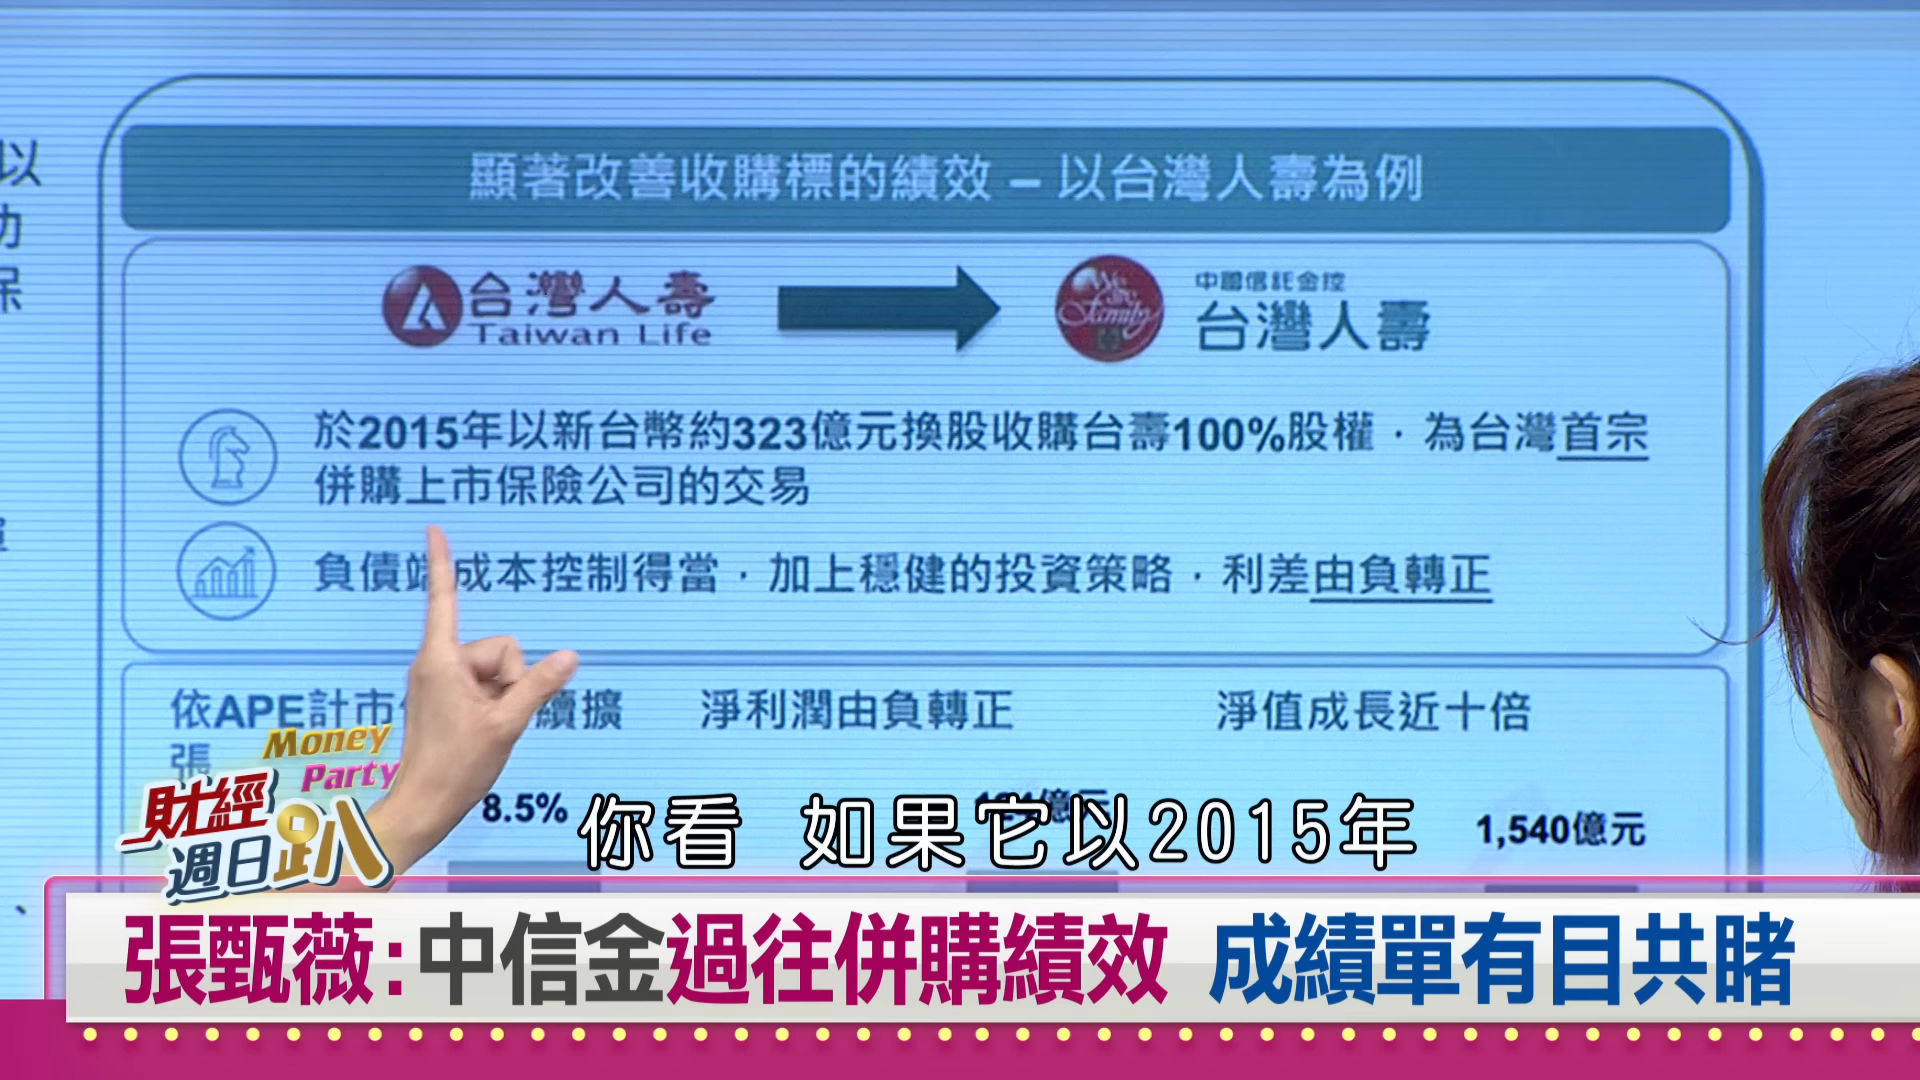 以
功
保
顯著改善收購標的績效 – 以台灣人壽為例
台灣人壽
Taiwan Life
We are Family
中國信託金控
台灣人壽
於2015年以新台幣約323億元換股收購台壽100%股權，為台灣首宗
併購上市保險公司的交易
負債端成本控制得當，加上穩健的投資策略，利差由負轉正
依APE計市
續擴
張
淨利潤由負轉正
淨值成長近十倍
8.5%
億元
1,540億元
Money
Party
財經
週日趴
你看 如果它以2015年
張甄薇:中信金過往併購績效 成績單有目共睹